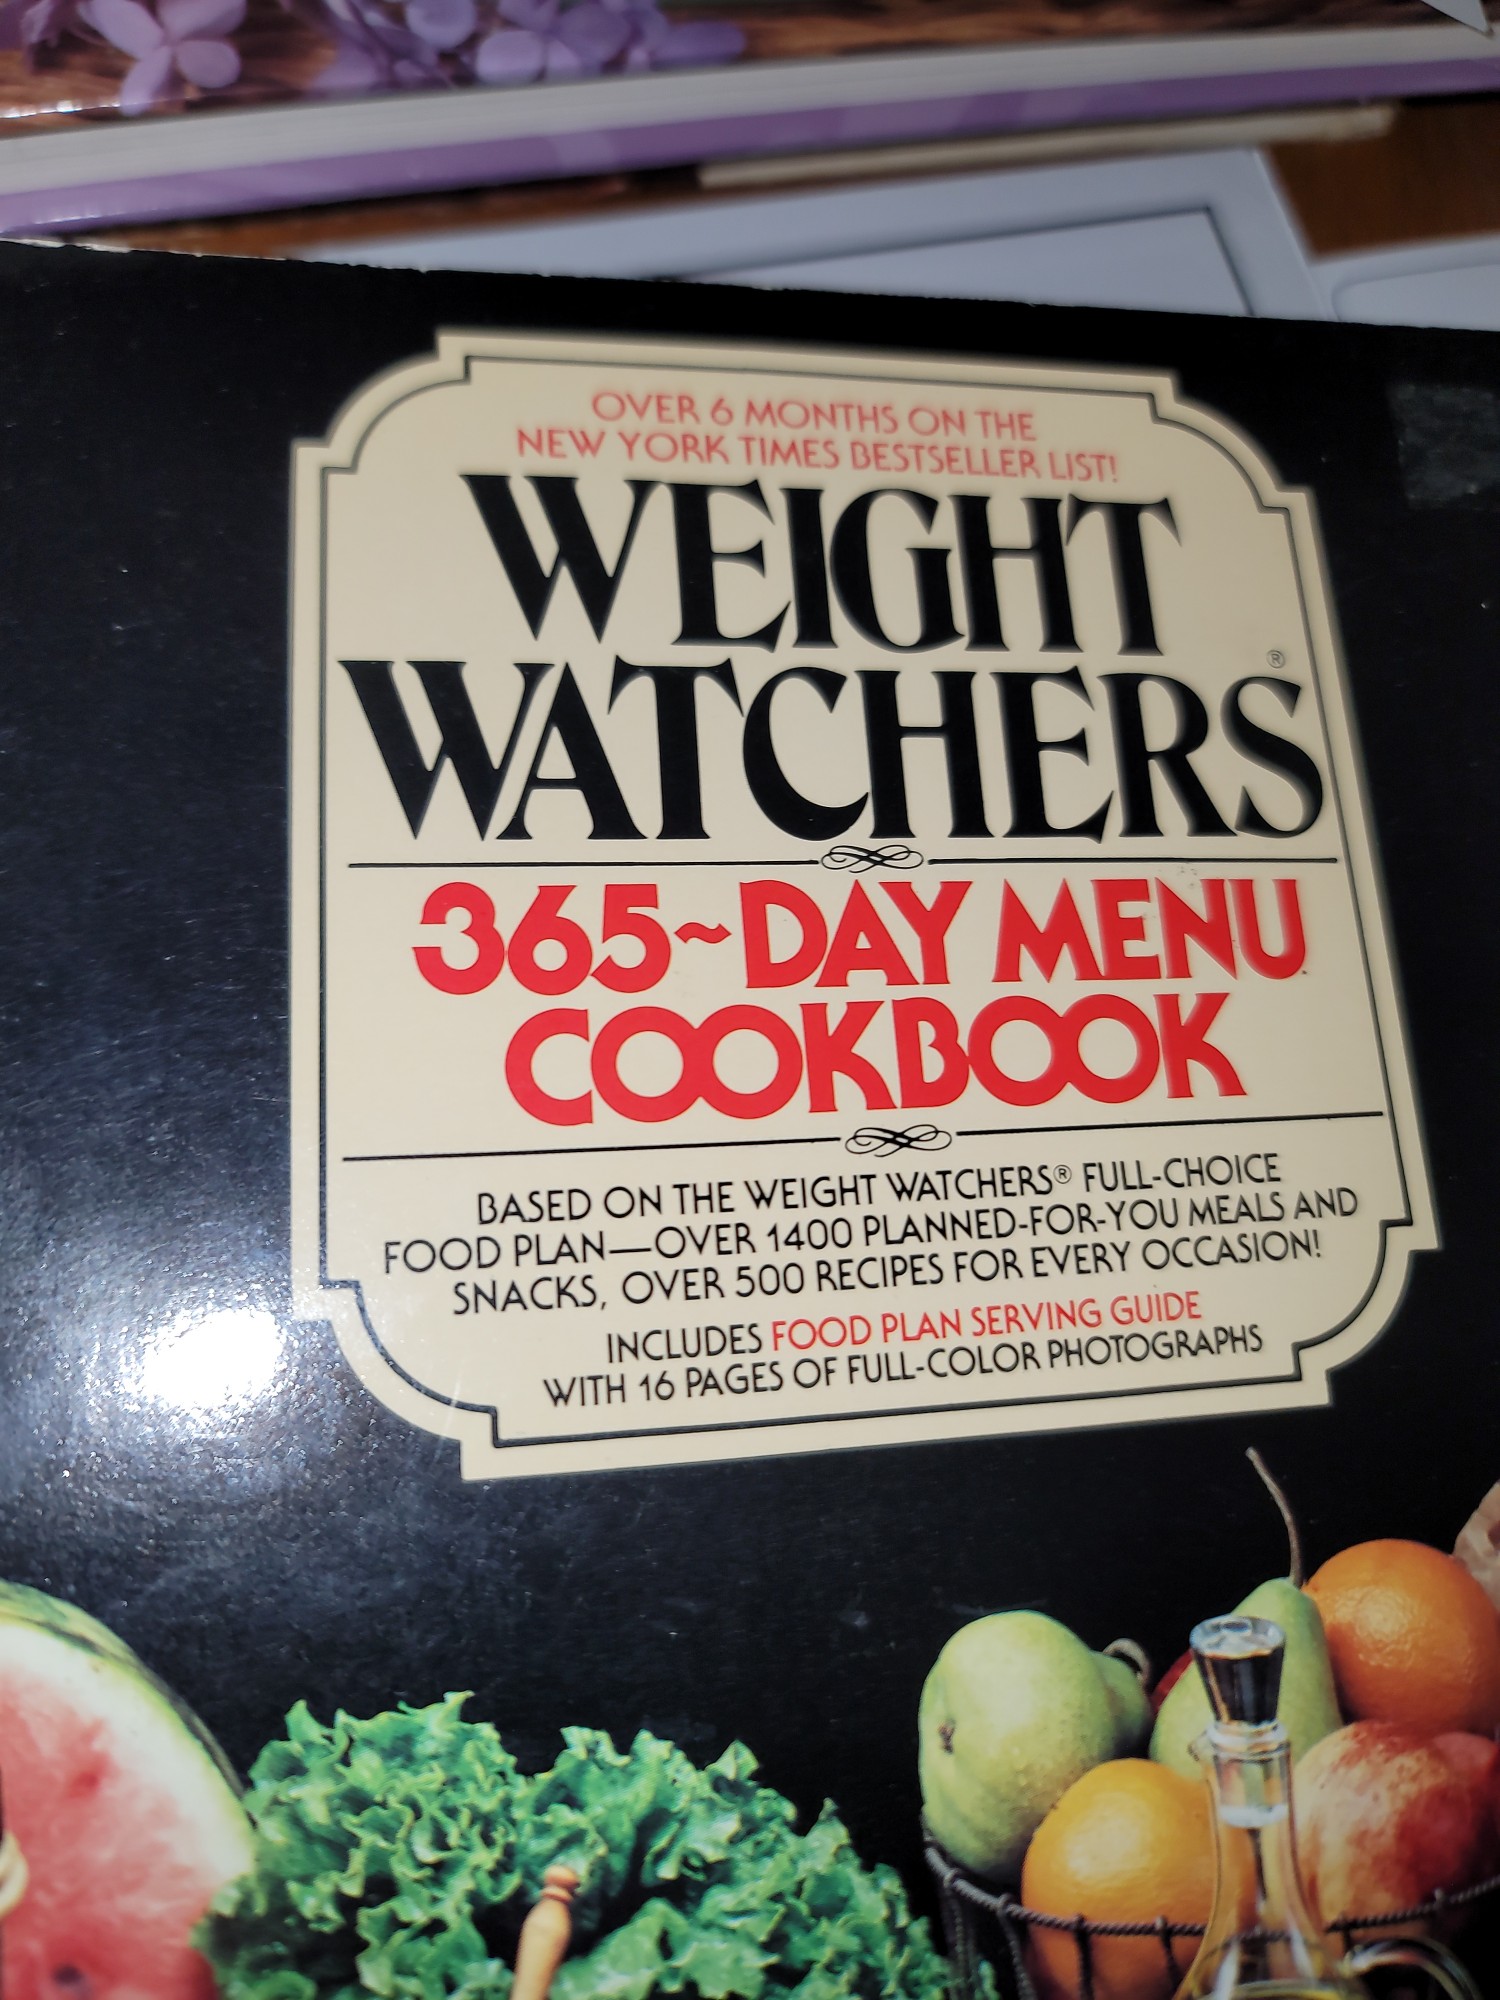 OVER 6 MONTHS ON THE
NEW YORK TIMES BESTSELLER LIST!
WEIGHT
WATCHERS®
365~DAY MENU
COOKBOOK
BASED ON THE WEIGHT WATCHERS® FULL-CHOICE
FOOD PLAN—OVER 1400 PLANNED-FOR-YOU MEALS AND
SNACKS, OVER 500 RECIPES FOR EVERY OCCASION!
INCLUDES FOOD PLAN SERVING GUIDE
WITH 16 PAGES OF FULL-COLOR PHOTOGRAPHS